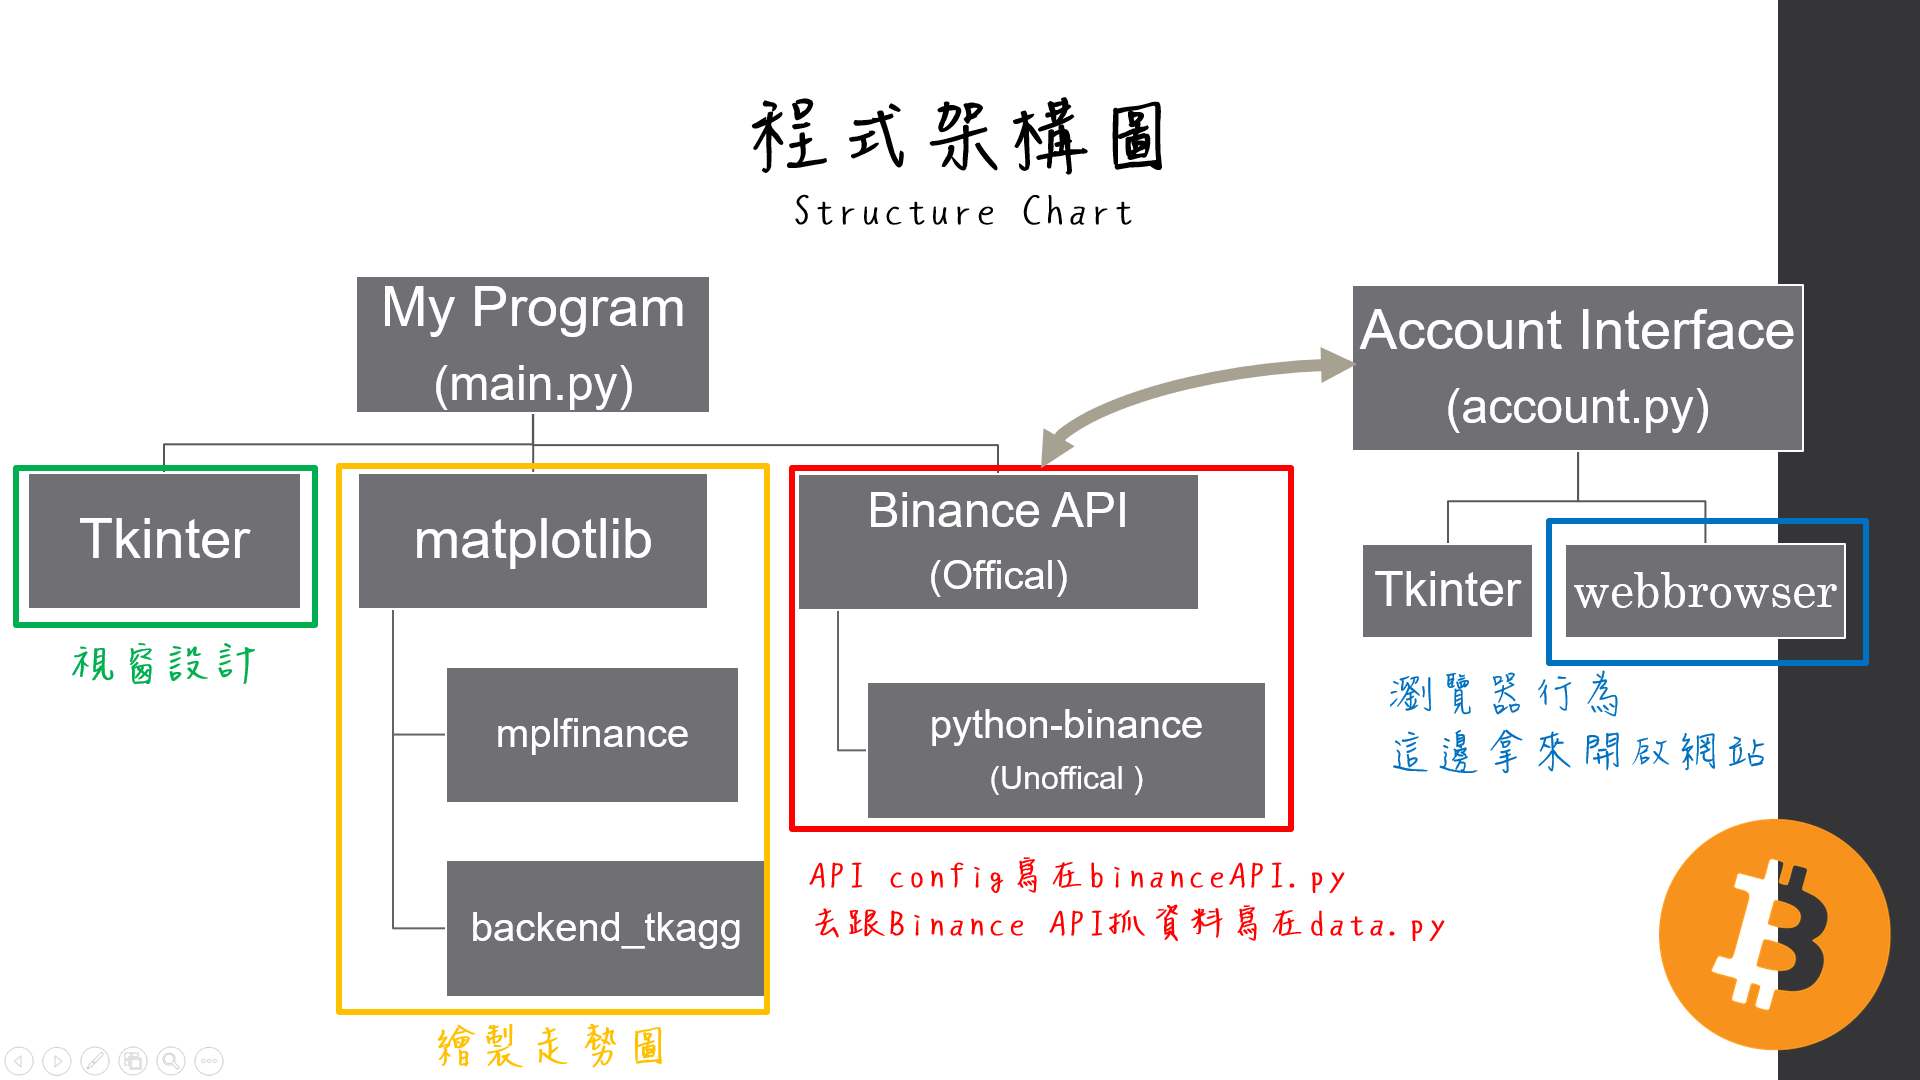 程式架構圖
Structure Chart
My Program
(main.py)
Account Interface
(account.py)
Tkinter
matplotlib
Binance API
(Offical)
Tkinter
webbrowser
視窗設計
mplfinance
python-binance
(Unoffical )
瀏覽器行為
這邊拿來開啟網站
backend_tkagg
API config寫在binanceAPI.py
去跟Binance API抓資料寫在data.py
繪製走勢圖